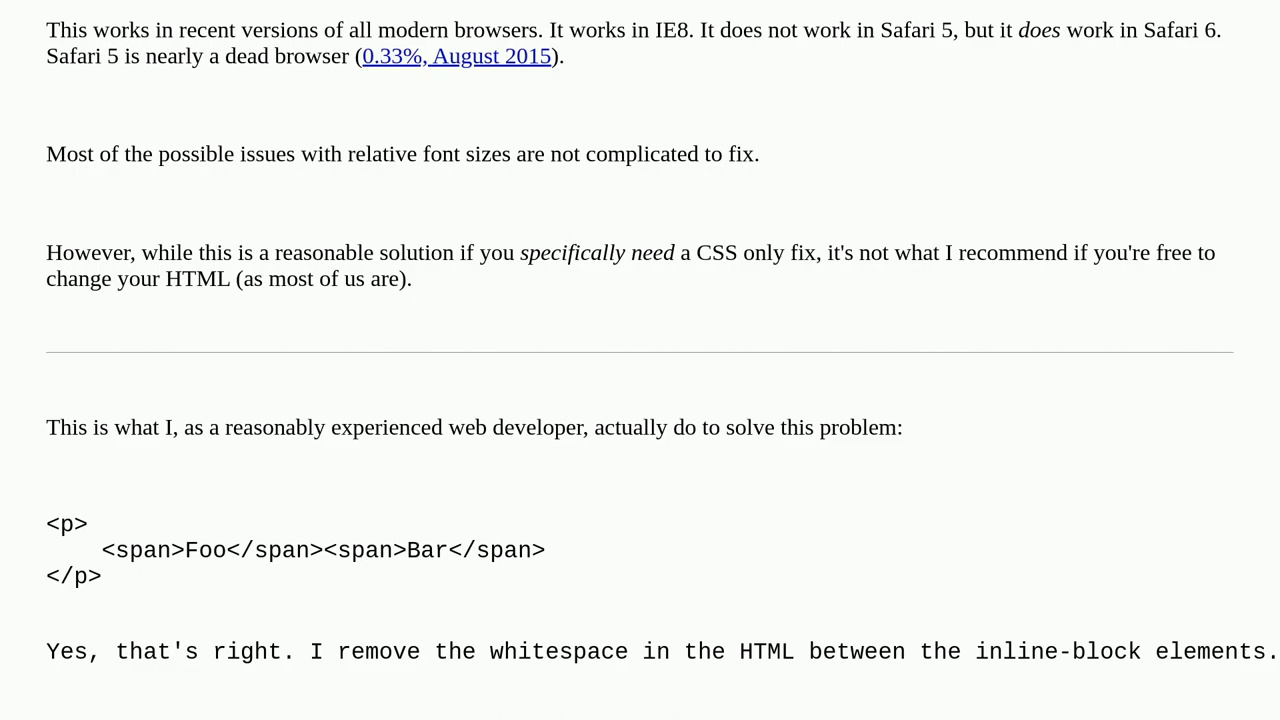 This works in recent versions of all modern browsers. It works in IE8. It does not work in Safari 5, but it does work in Safari 6.
Safari 5 is nearly a dead browser (0.33%, August 2015).
Most of the possible issues with relative font sizes are not complicated to fix.
However, while this is a reasonable solution if you specifically need a CSS only fix, it's not what I recommend if you're free to
change your HTML (as most of us are).
This is what I, as a reasonably experienced web developer, actually do to solve this problem:
<p>
    <span>Foo</span><span>Bar</span>
</p>
Yes, that's right. I remove the whitespace in the HTML between the inline-block elements.